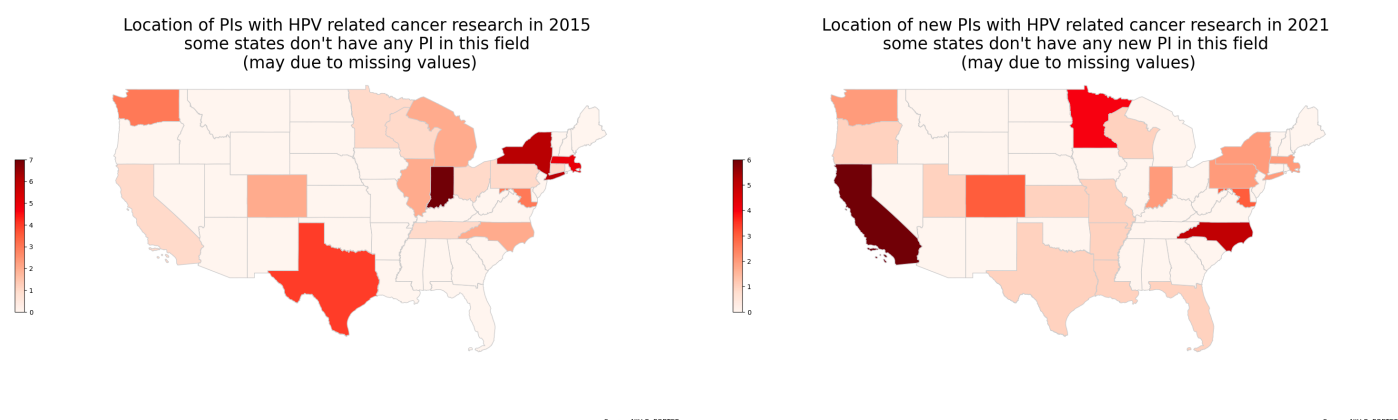 Location of PIs with HPV related cancer research in 2015
some states don't have any PI in this field
(may due to missing values)
7
6
5
4
3
2
1
0
Location of new PIs with HPV related cancer research in 2021
some states don't have any new PI in this field
(may due to missing values)
6
5
4
3
2
1
0